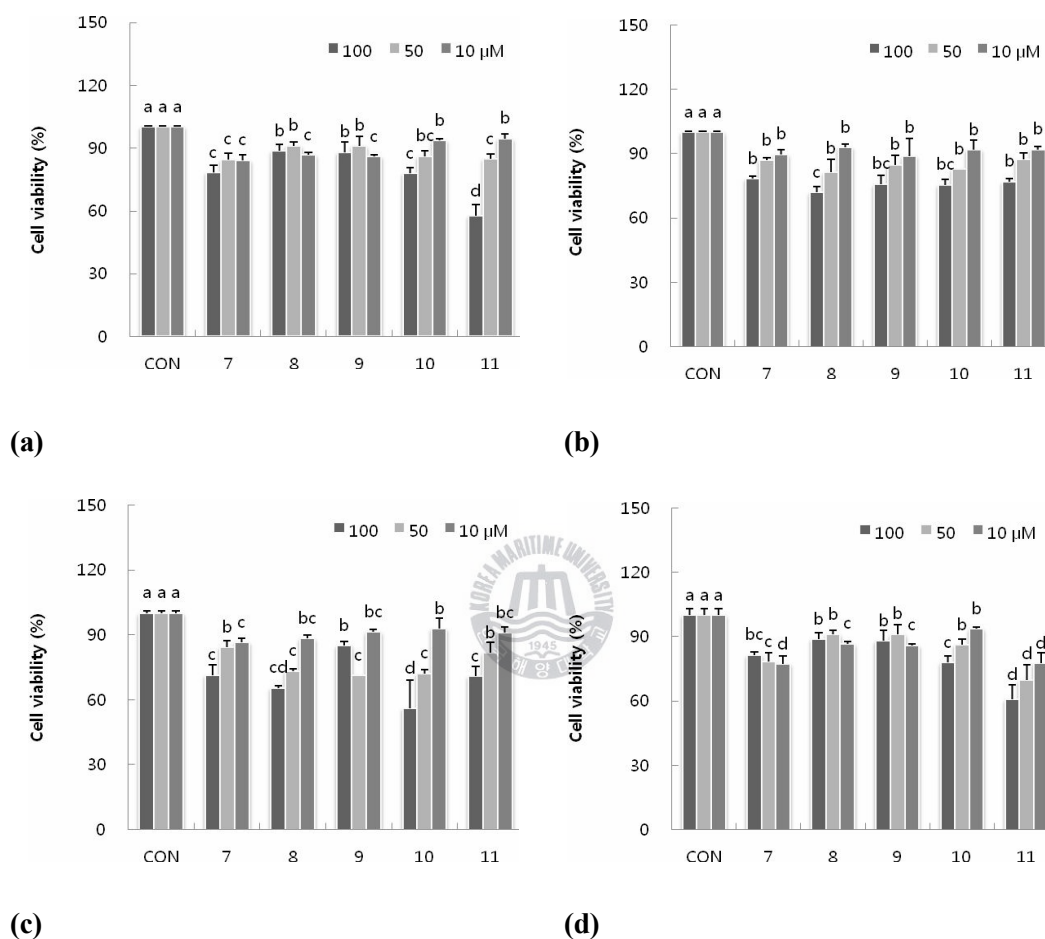 150
120
90
60
30
0
Cell viability (%)
100 50 10 µM
a a a
c c c
b b c
b b c
c bc b
d c b
CON 7 8 9 10 11
(a)
150
120
90
60
30
0
Cell viability (%)
100 50 10 µM
a a a
b b b
c b b
bc b b
bc b b
b b b
CON 7 8 9 10 11
(b)
150
120
90
60
30
0
Cell viability (%)
100 50 10 µM
a a a
c b b
cd c bc
b c bc
d c b
c b bc
CON 7 8 9 10 11
(c)
150
120
90
60
30
0
Cell viability (%)
100 50 10 µM
a a a
bc c d
b b c
b b c
c b b
d d d
CON 7 8 9 10 11
(d)
KOREA MARITIME UNIVERSITY
1945